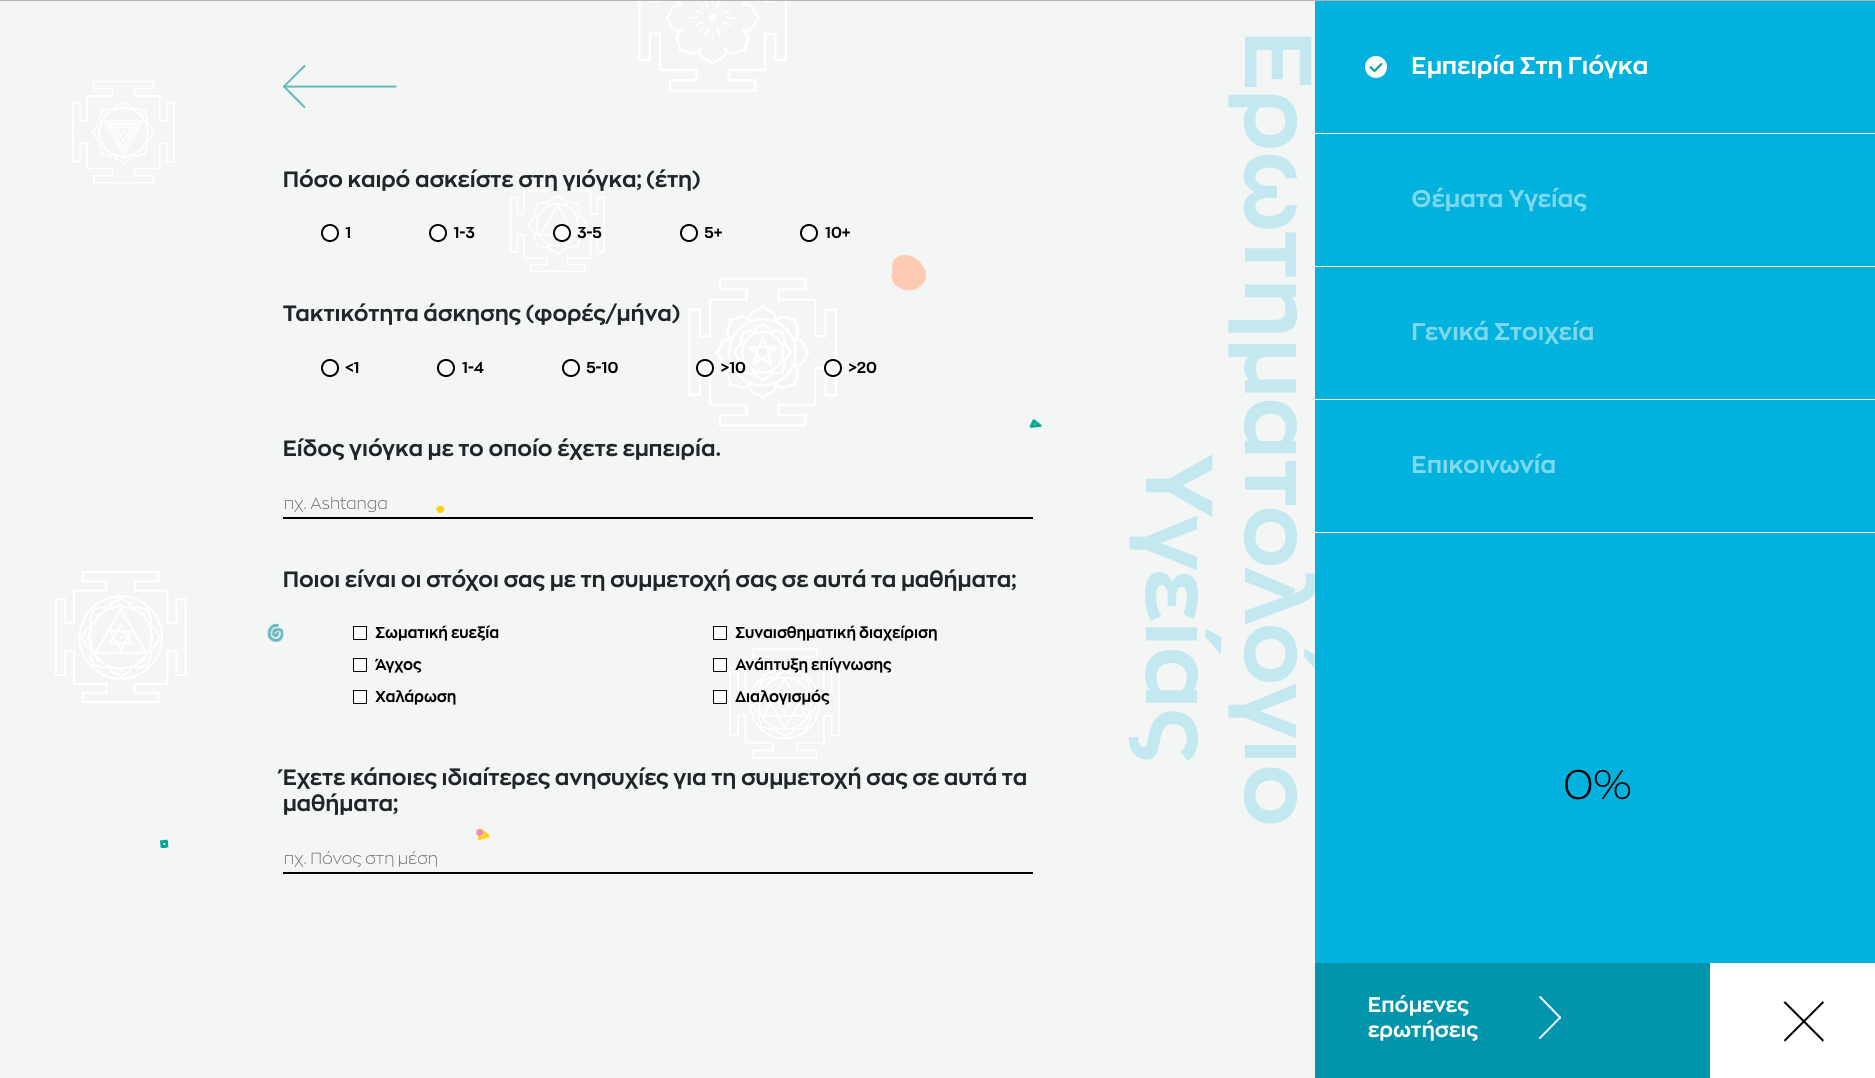 Πόσο καιρό ασκείστε στη γιόγκα; (έτη)
1 1-3 3-5 5+ 10+
Τακτικότητα άσκησης (φορές/μήνα)
<1 1-4 5-10 >10 >20
Είδος γιόγκα με το οποίο έχετε εμπειρία.
πχ. Ashtanga
Ποιοι είναι οι στόχοι σας με τη συμμετοχή σας σε αυτά τα μαθήματα;
Σωματική ευεξία Συναισθηματική διαχείριση
Άγχος Ανάπτυξη επίγνωσης
Χαλάρωση Διαλογισμός
Έχετε κάποιες ιδιαίτερες ανησυχίες για τη συμμετοχή σας σε αυτά τα
μαθήματα;
πχ. Πόνος στη μέση
Ερωτηματολόγιο
Υγείας
Εμπειρία Στη Γιόγκα
Θέματα Υγείας
Γενικά Στοιχεία
Επικοινωνία
0%
Επόμενες
ερωτήσεις